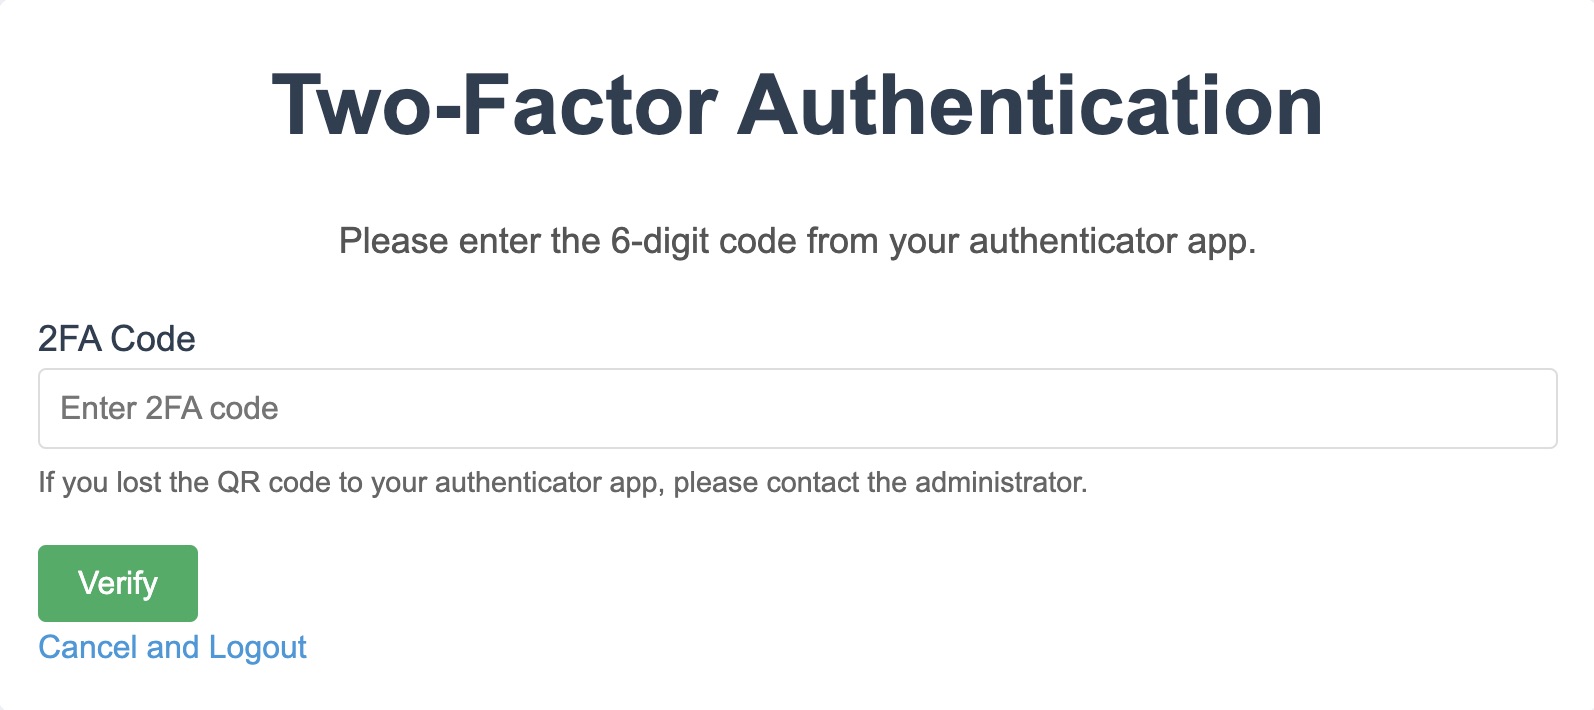 Two-Factor Authentication
Please enter the 6-digit code from your authenticator app.
2FA Code
Enter 2FA code
If you lost the QR code to your authenticator app, please contact the administrator.
Verify
Cancel and Logout